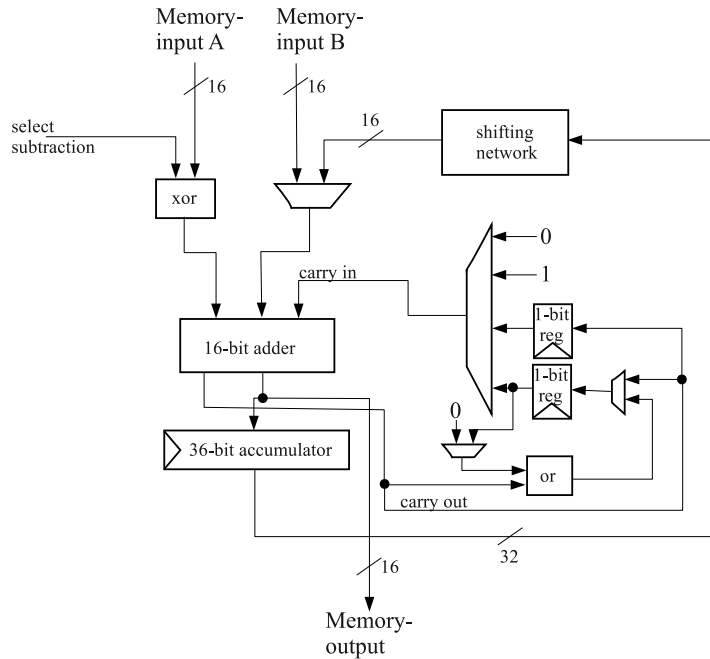 Memory-
input A
Memory-
input B
16
16
select
subtraction
16
shifting
network
xor
0
carry in
1
1-bit
reg
16-bit adder
1-bit
reg
0
36-bit accumulator
or
carry out
32
16
Memory-
output